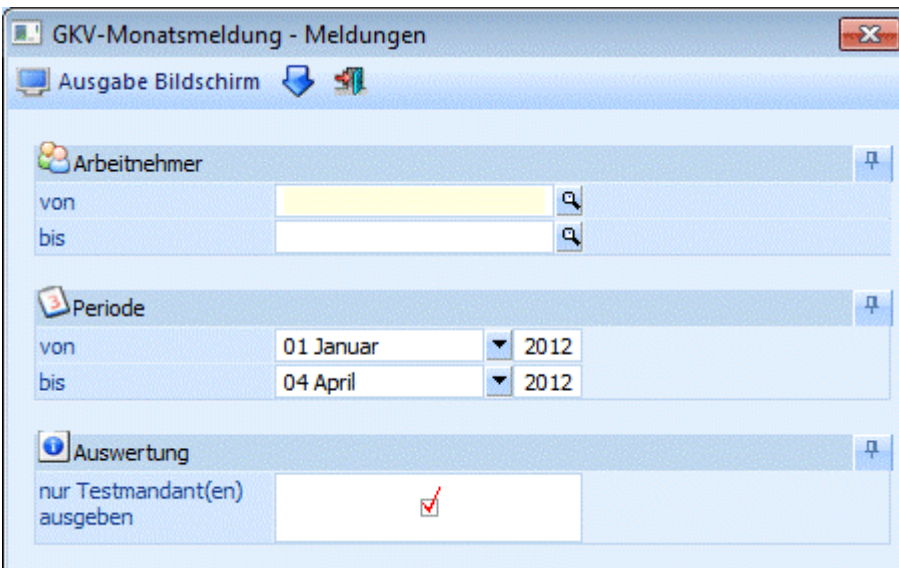 GKV-Monatsmeldung - Meldungen
Ausgabe Bildschirm
Arbeitnehmer
von
bis
3 Periode
von 01 Januar 2012
bis 04 April 2012
Auswertung
nur Testmandant(en)
ausgeben